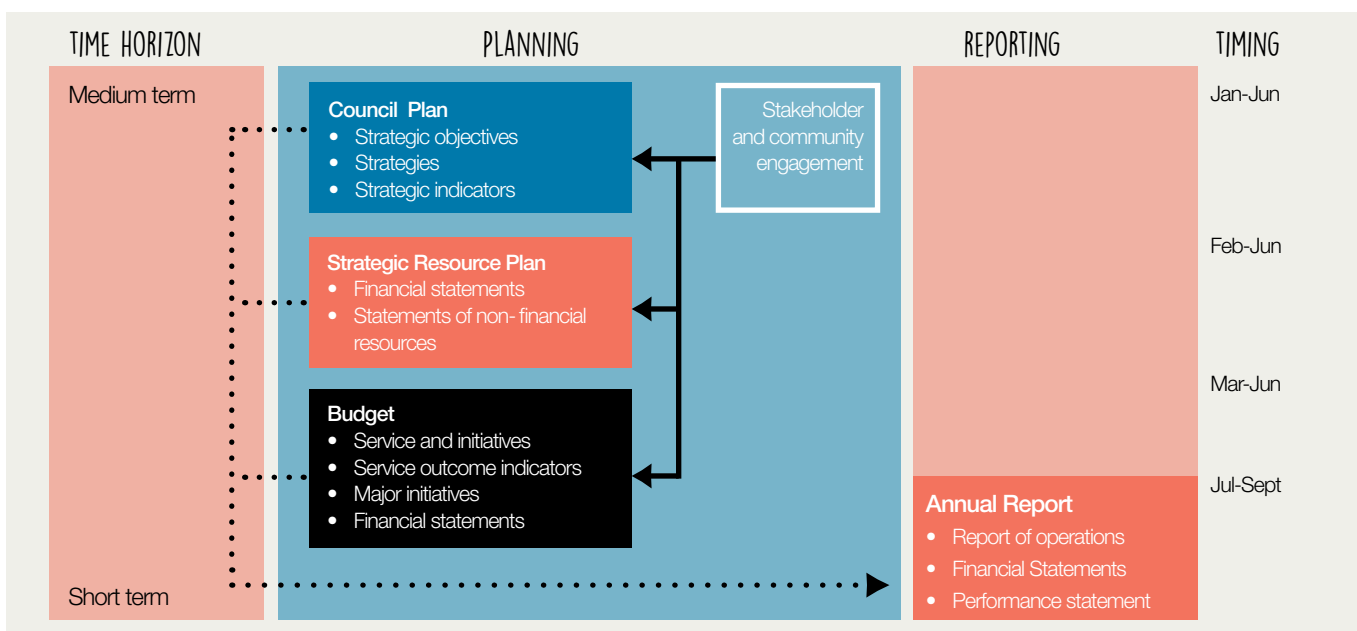 TIME HORIZON
PLANNING
REPORTING
TIMING
Medium term
Short term
Council Plan
• Strategic objectives
• Strategies
• Strategic indicators
Stakeholder
and community
engagement
Strategic Resource Plan
• Financial statements
• Statements of non- financial
resources
Budget
• Service and initiatives
• Service outcome indicators
• Major initiatives
• Financial statements
Annual Report
• Report of operations
• Financial Statements
• Performance statement
Jan-Jun
Feb-Jun
Mar-Jun
Jul-Sept